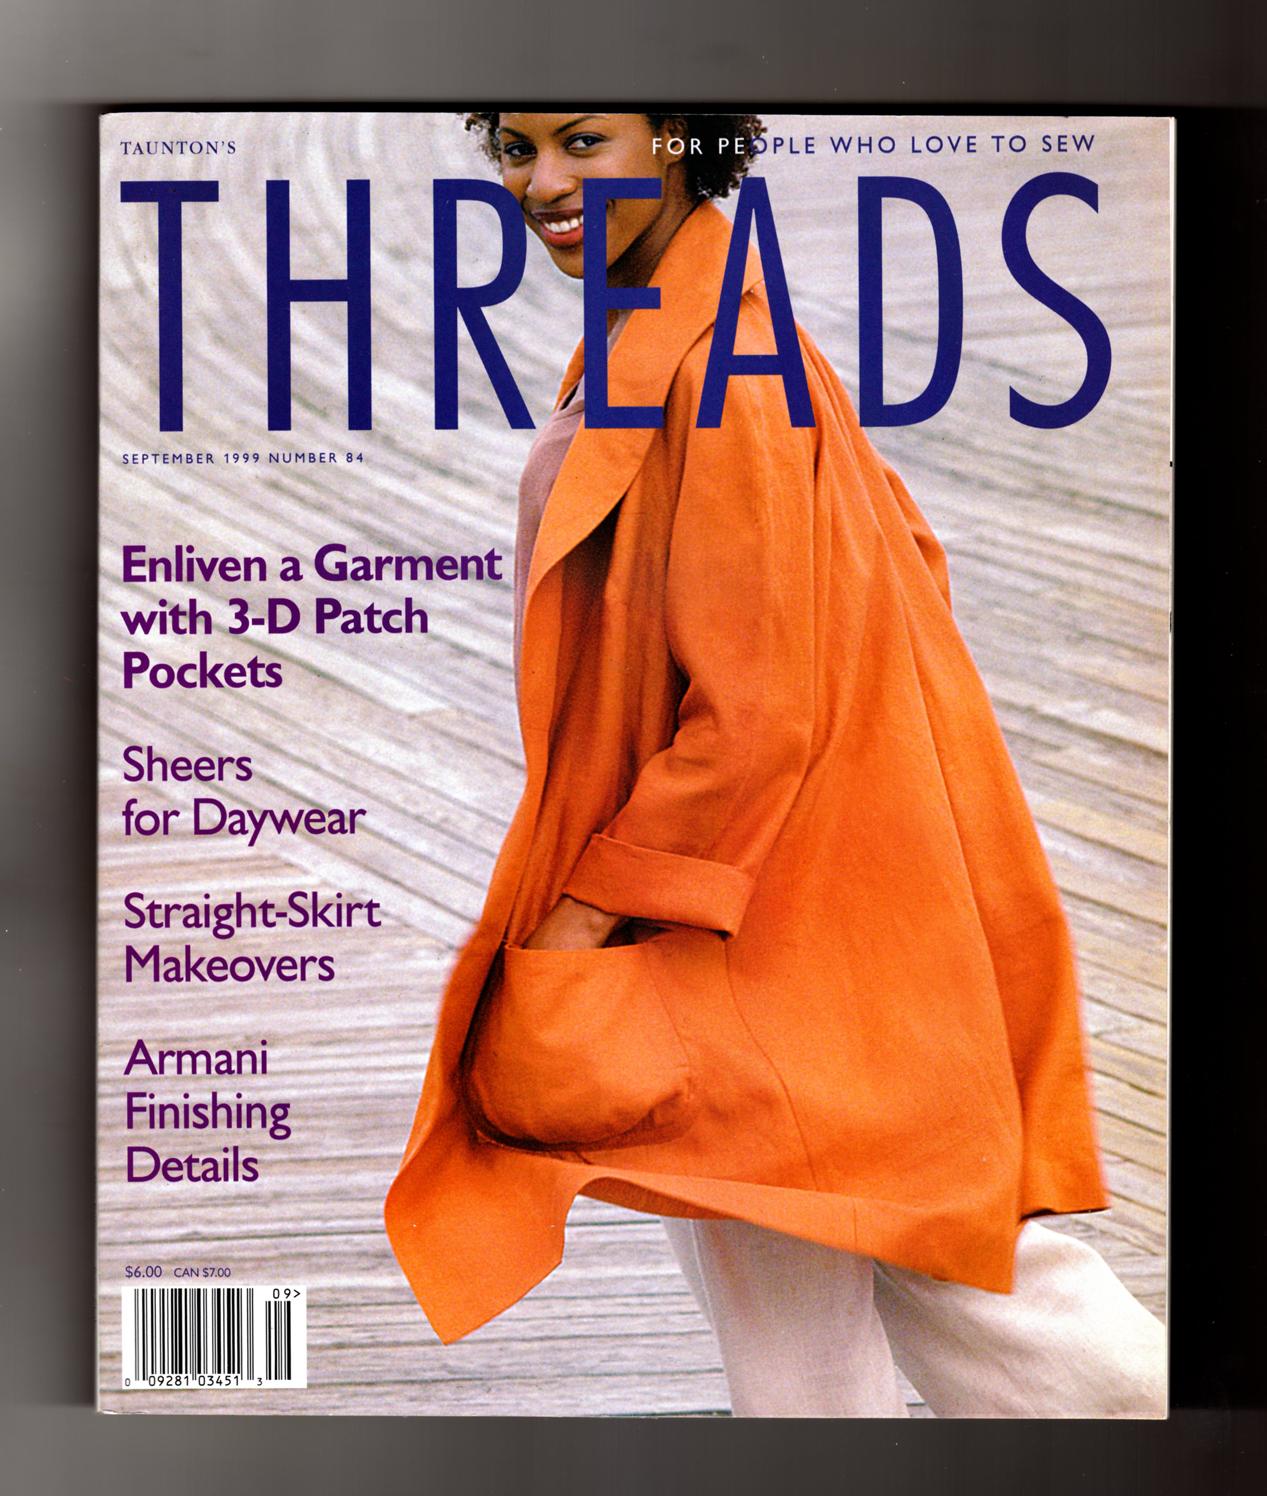 TAUNTON'S
FOR PEOPLE WHO LOVE TO SEW
THREADS
SEPTEMBER 1999 NUMBER 84
Enliven a Garment
with 3-D Patch
Pockets
Sheers
for Daywear
Straight-Skirt
Makeovers
Armani
Finishing
Details
$6.00 CAN $7.00
09>
0 09281 03451 3